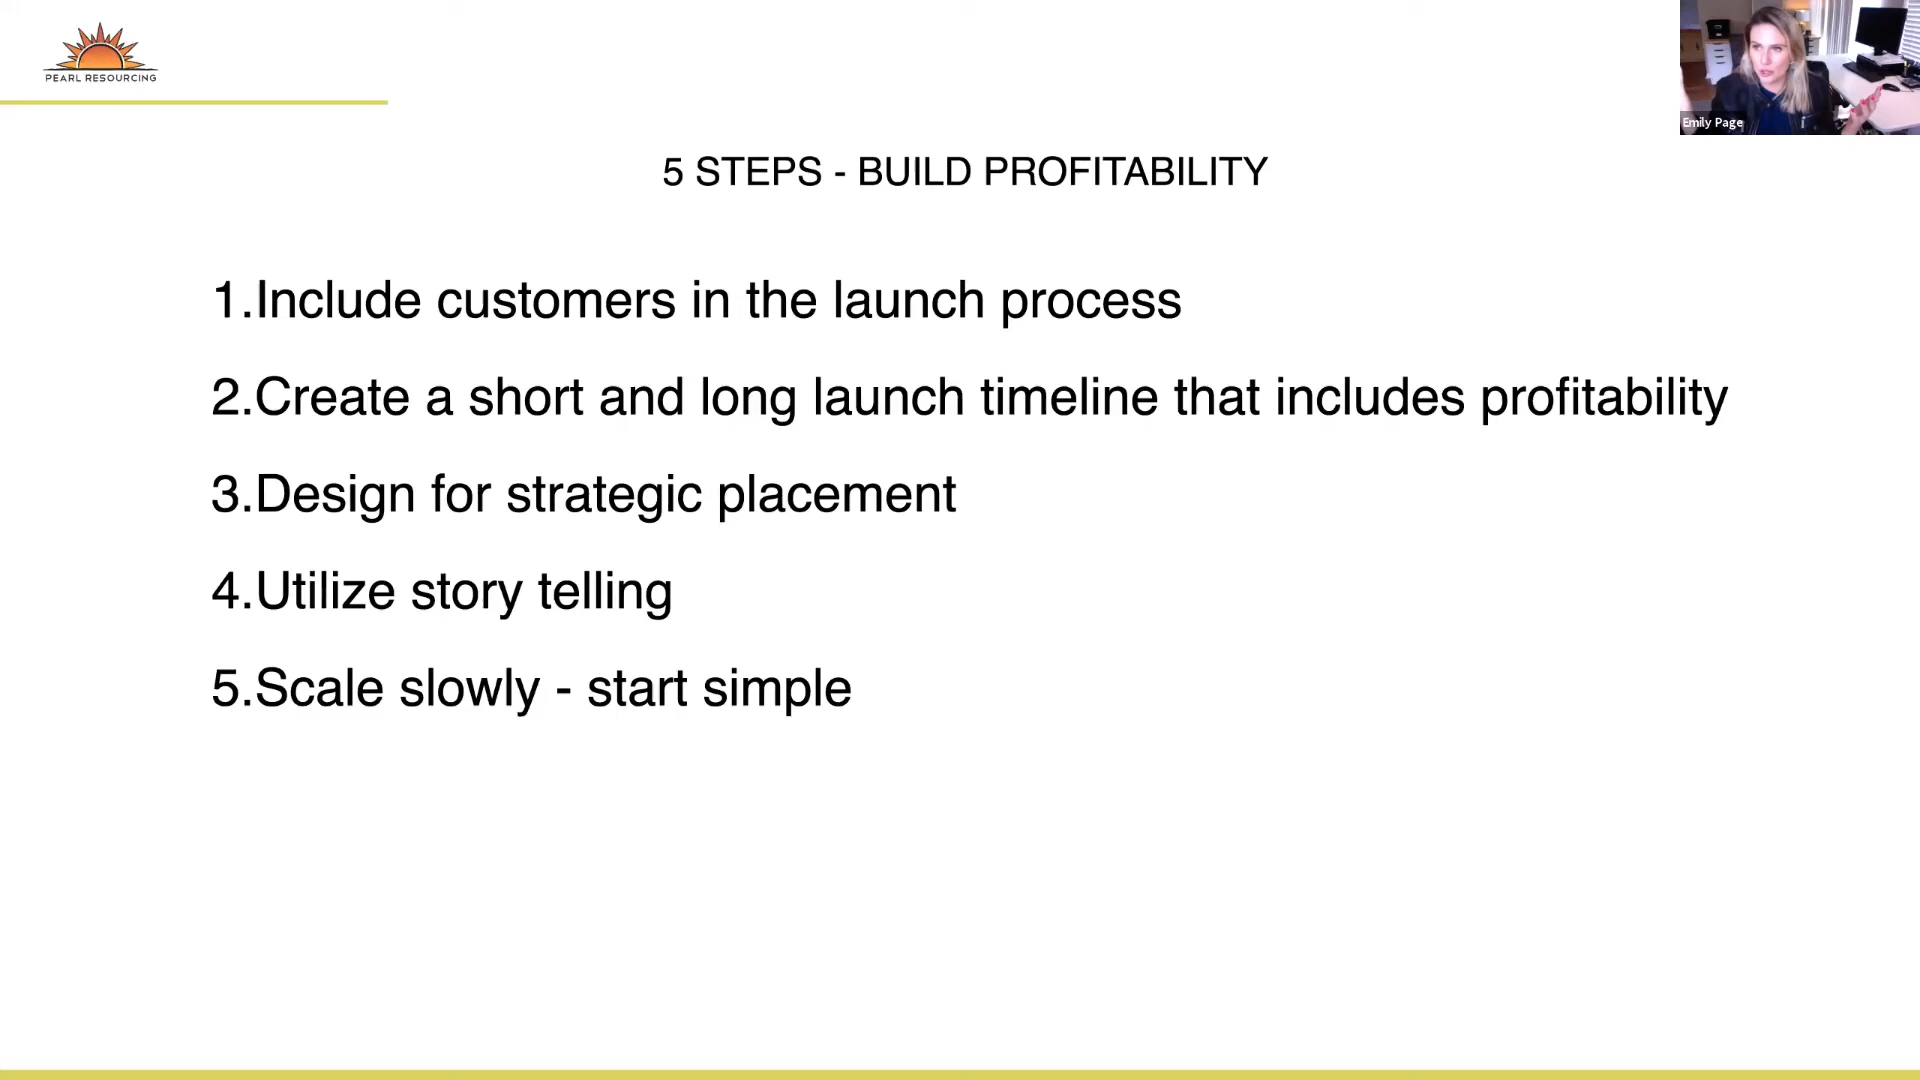 PEARL RESOURCING
Emily Page
5 STEPS - BUILD PROFITABILITY
1.Include customers in the launch process
2.Create a short and long launch timeline that includes profitability
3.Design for strategic placement
4.Utilize story telling
5.Scale slowly - start simple